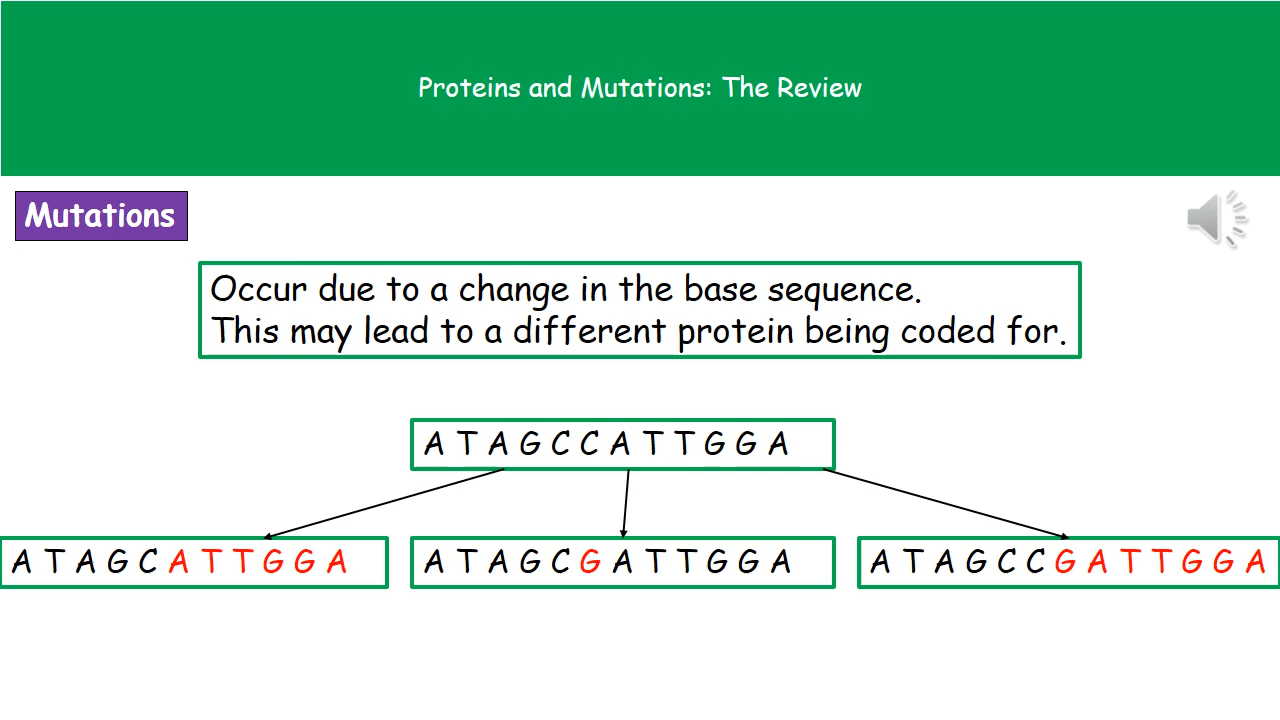 Proteins and Mutations: The Review
Mutations
Occur due to a change in the base sequence.
This may lead to a different protein being coded for.
A T A G C C A T T G G A
A T A G C A T T G G A
A T A G C G A T T G G A
A T A G C C G A T T G G A